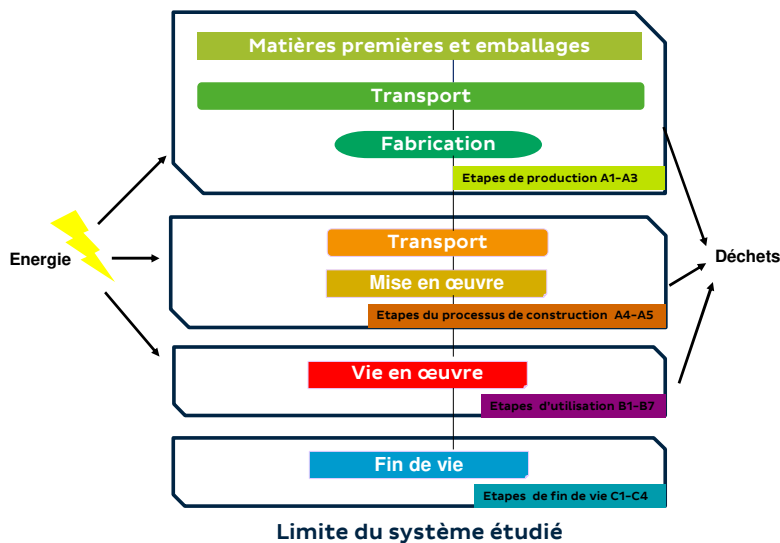 Matières premières et emballages
Transport
Fabrication
Etapes de production A1-A3
Energie
Déchets
Transport
Mise en œuvre
Etapes du processus de construction A4-A5
Vie en œuvre
Etapes d'utilisation B1-B7
Fin de vie
Etapes de fin de vie C1-C4
Limite du système étudié